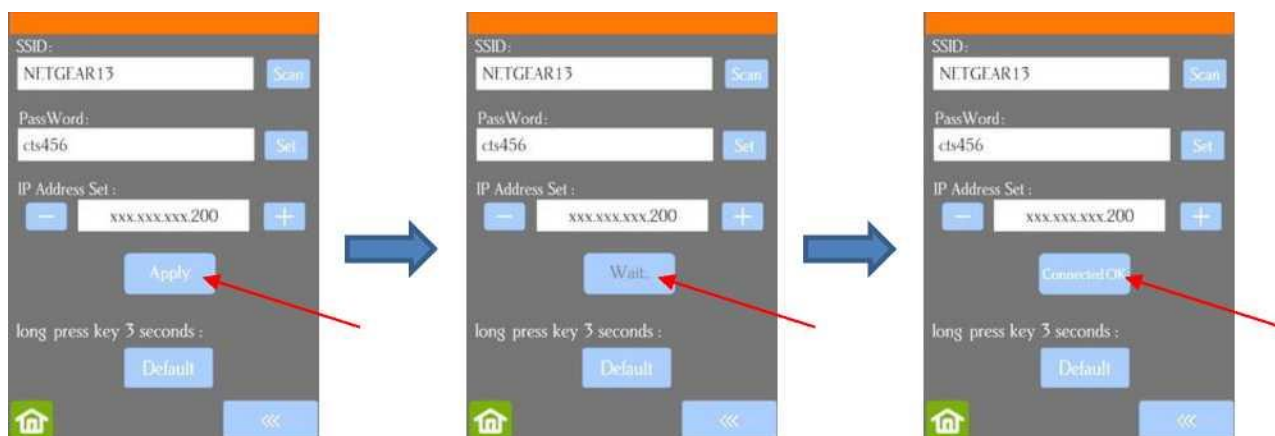 SSID:
NETGEAR13
Scan
PassWord:
cts456
Set
IP Address Set :
xxx.xxx.xxx.200
Apply
long press key 3 seconds :
Default
SSID:
NETGEAR13
Scan
PassWord:
cts456
Set
IP Address Set :
xxx.xxx.xxx.200
Wait.
long press key 3 seconds :
Default
SSID:
NETGEAR13
Scan
PassWord:
cts456
Set
IP Address Set :
xxx.xxx.xxx.200
Connected OK
long press key 3 seconds :
Default